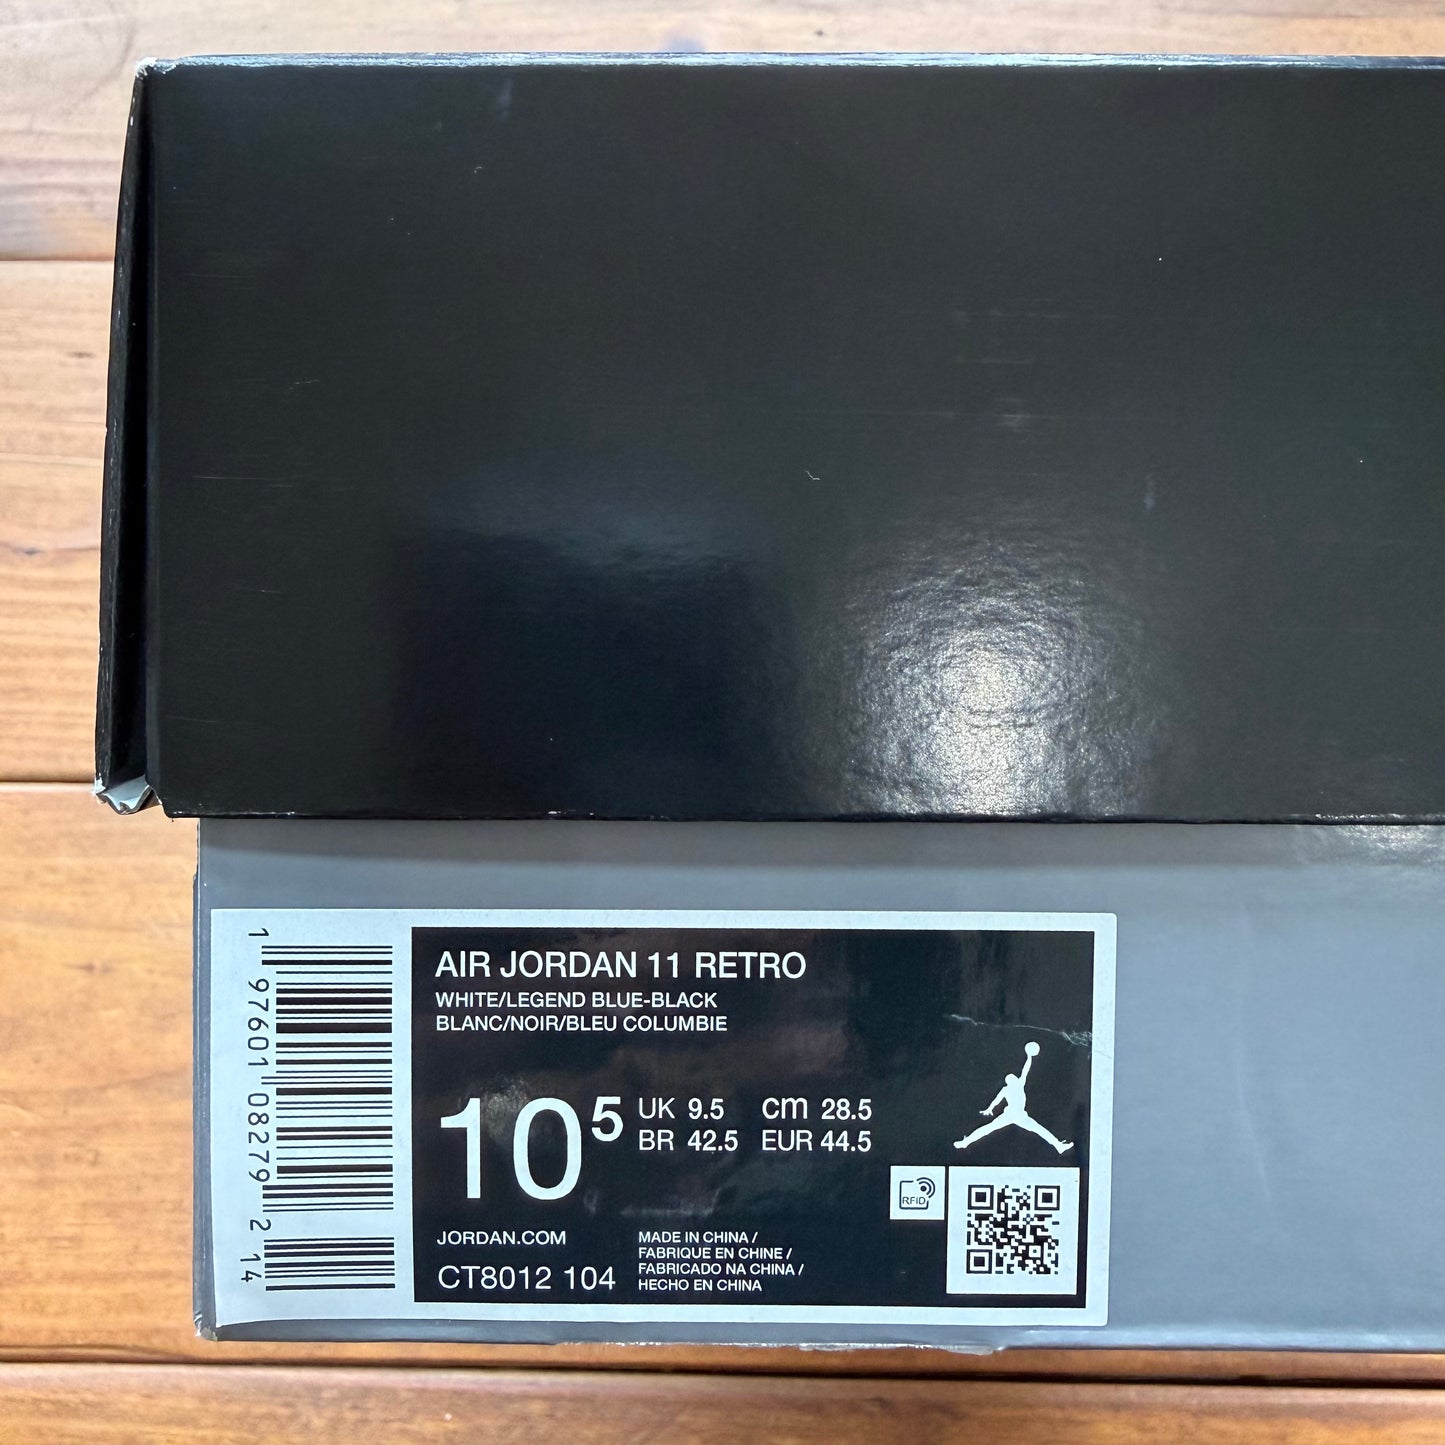 AIR JORDAN 11 RETRO
WHITE/LEGEND BLUE-BLACK
BLANC/NOIR/BLEU COLUMBIE
10 5
UK 9.5 cm 28.5
BR 42.5 EUR 44.5
RFID
JORDAN.COM
CT8012 104
MADE IN CHINA /
FABRIQUE EN CHINE /
FABRICADO NA CHINA /
HECHO EN CHINA
1 97601 08279 2 14